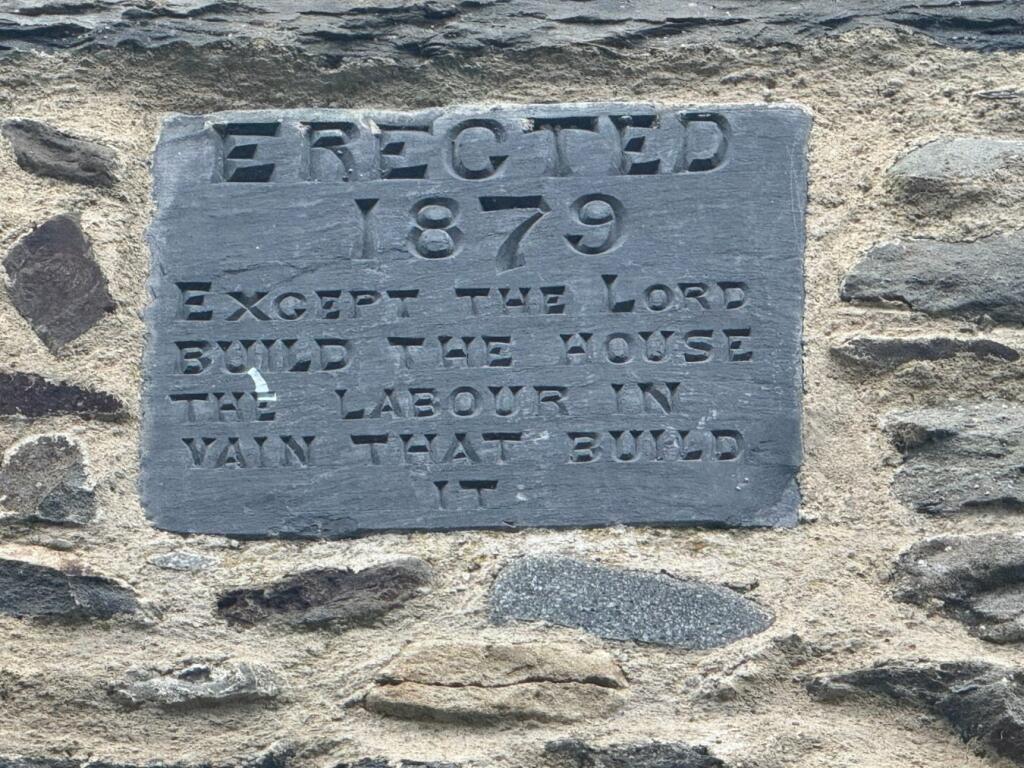 ERECTED
1879
EXCEPT THE LORD
BUILD THE HOUSE
THE LABOUR IN
VAIN THAT BUILD
IT